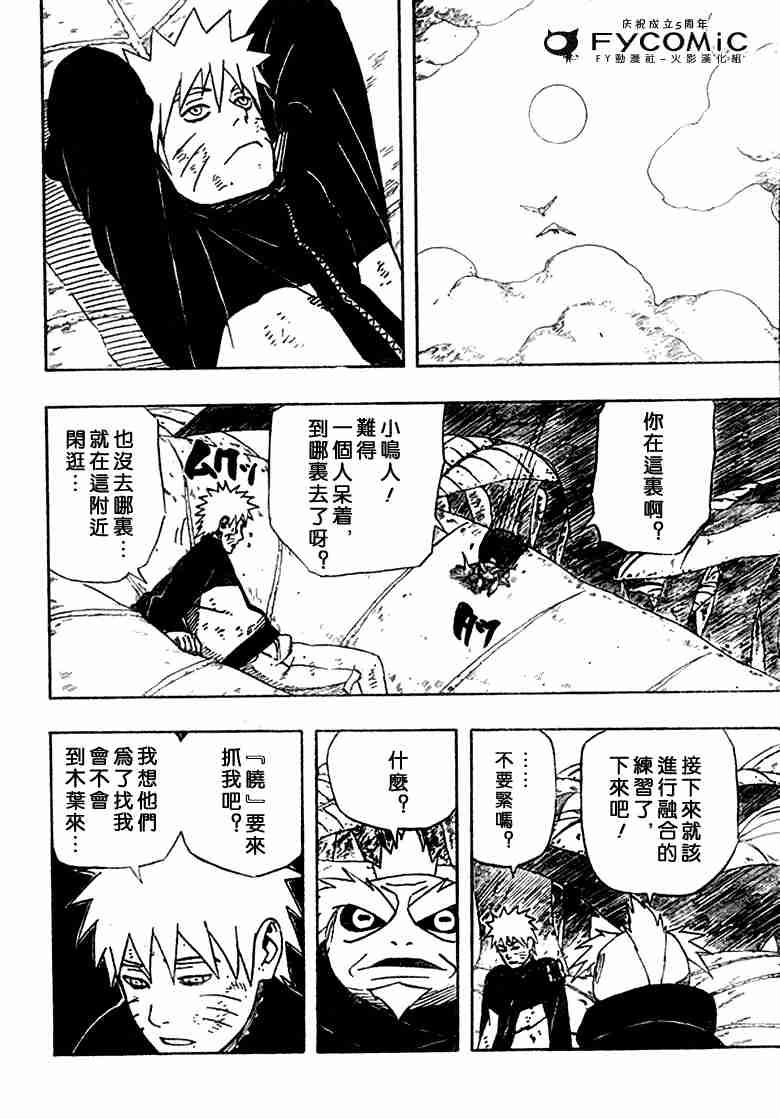 庆祝成立5周年
FYCOMiC
FY動漫社-火影漢化組
你在這裏啊?
小鳴人!
難得
一個人呆着,
到哪裏去了呀?
也沒去哪裏…
就在這附近
閑逛…
ムクッ
接下來就該
進行融合的
練習了,
下來吧!
……
不要緊嗎?
什麼?
『曉』要來
抓我吧?
我想他們
爲了找我
會不會
到木葉來…